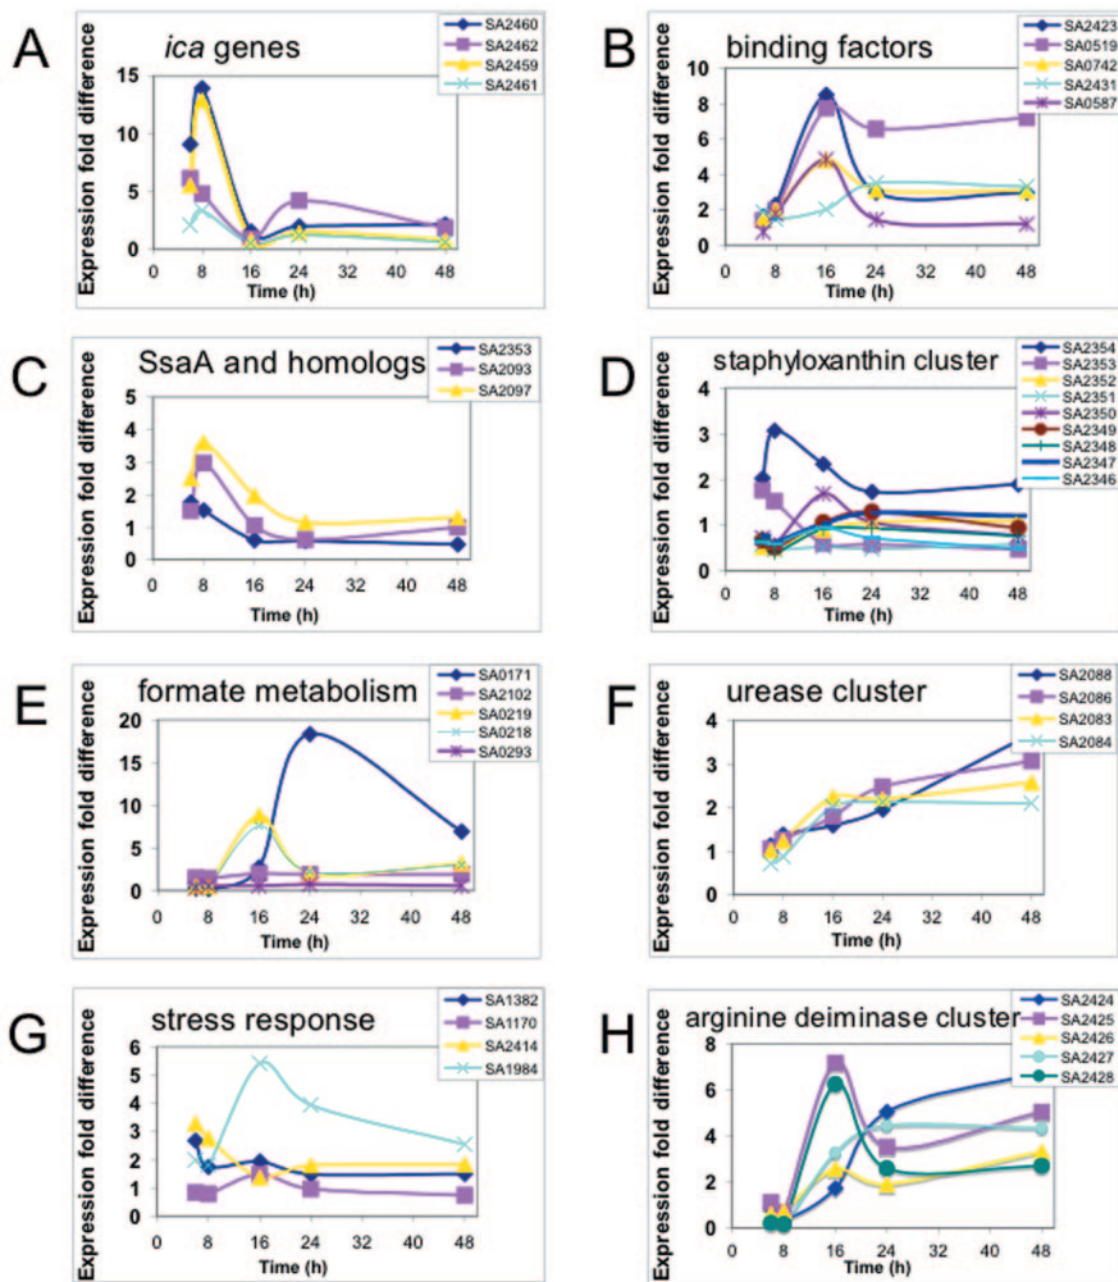 A
ica genes
SA2460
SA2462
SA2459
SA2461
Expression fold difference
15
10
5
0
0 8 16 24 32 40 48
Time (h)
B
binding factors
SA2423
SA0519
SA0742
SA2431
SA0587
Expression fold difference
10
8
6
4
2
0
0 8 16 24 32 40 48
Time (h)
C
SsaA and homologs
SA2353
SA2093
SA2097
Expression fold difference
5
4
3
2
1
0
0 8 16 24 32 40 48
Time (h)
D
staphyloxanthin cluster
SA2354
SA2353
SA2352
SA2351
SA2350
SA2349
SA2348
SA2347
SA2346
Expression fold difference
4
3
2
1
0
0 8 16 24 32 40 48
Time (h)
E
formate metabolism
SA0171
SA2102
SA0219
SA0218
SA0293
Expression fold difference
20
15
10
5
0
0 8 16 24 32 40 48
Time (h)
F
urease cluster
SA2088
SA2086
SA2083
SA2084
Expression fold difference
4
3
2
1
0
0 8 16 24 32 40 48
Time (h)
G
stress response
SA1382
SA1170
SA2414
SA1984
Expression fold difference
6
5
4
3
2
1
0
0 8 16 24 32 40 48
Time (h)
H
arginine deiminase cluster
SA2424
SA2425
SA2426
SA2427
SA2428
Expression fold difference
8
6
4
2
0
0 8 16 24 32 40 48
Time (h)